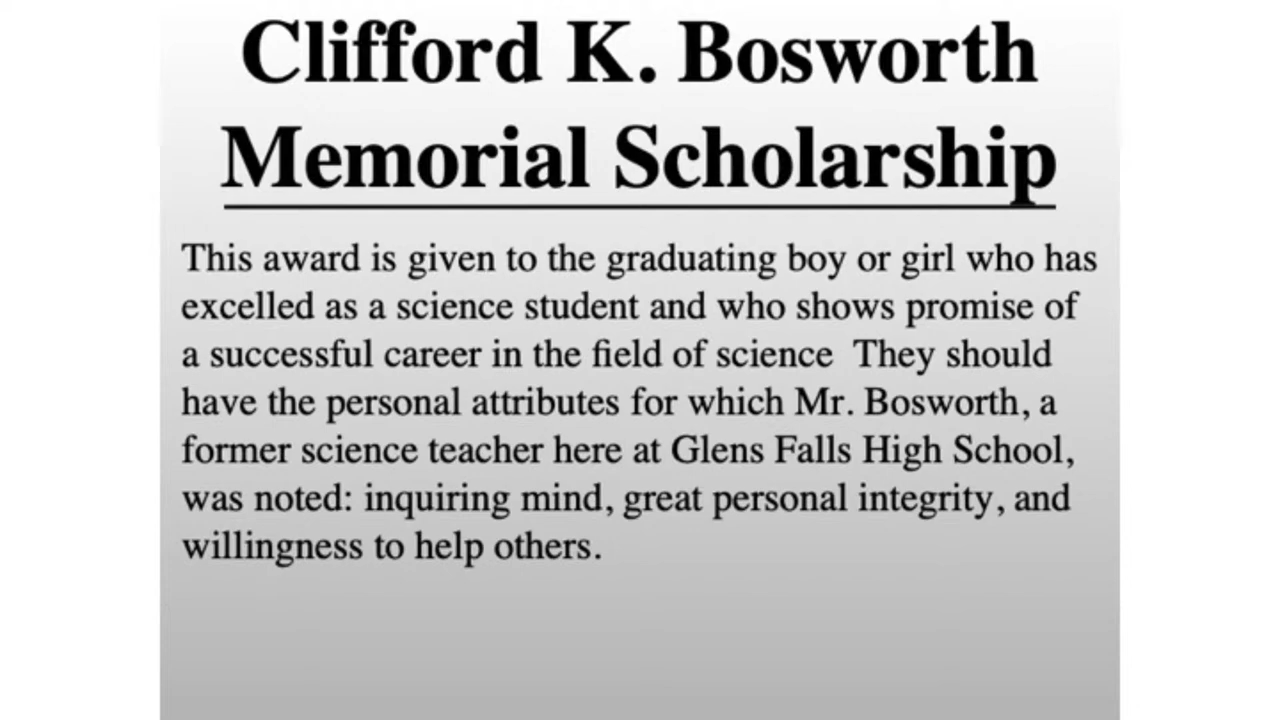 Clifford K. Bosworth
Memorial Scholarship
This award is given to the graduating boy or girl who has
excelled as a science student and who shows promise of
a successful career in the field of science  They should
have the personal attributes for which Mr. Bosworth, a
former science teacher here at Glens Falls High School,
was noted: inquiring mind, great personal integrity, and
willingness to help others.